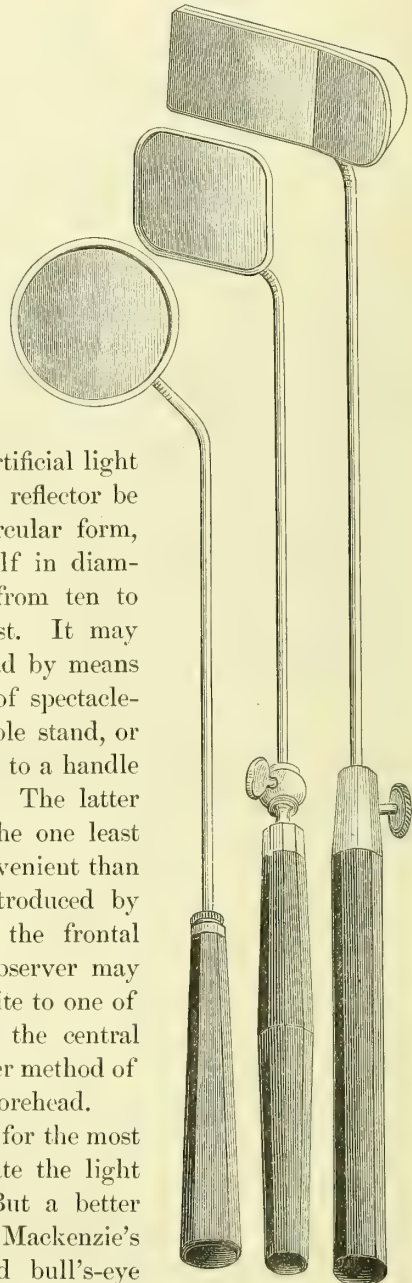 rtificial light
reflector be
rcular form,
lf in diam-
from ten to
st. It may
d by means
of spectacle-
ble stand, or
to a handle
The latter
he one least
nvenient than
troduced by
the frontal
bserver may
ite to one of
the central
er method of
orehead.
for the most
te the light
But a better
Mackenzie's
d bull's-eye